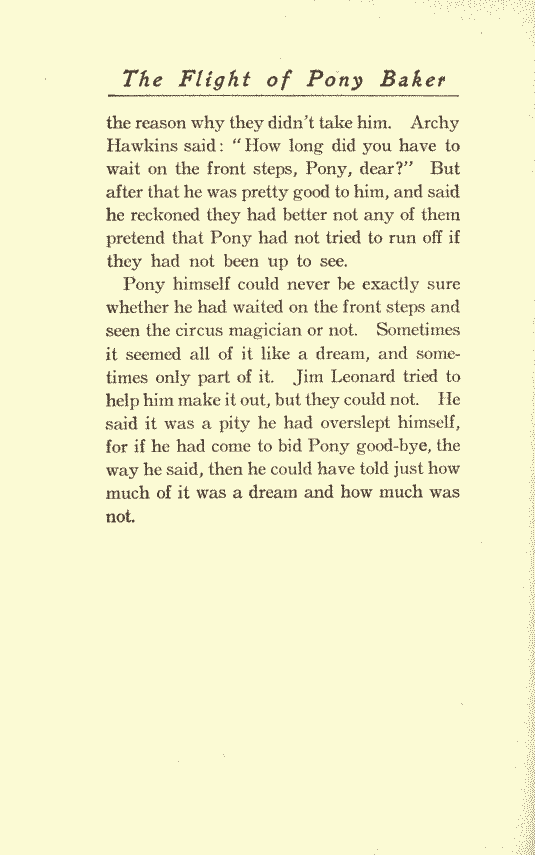 The Flight of Pony Baker
the reason why they didn't take him. Archy
Hawkins said: "How long did you have to
wait on the front steps, Pony, dear?" But
after that he was pretty good to him, and said
he reckoned they had better not any of them
pretend that Pony had not tried to run off if
they had not been up to see.
Pony himself could never be exactly sure
whether he had waited on the front steps and
seen the circus magician or not. Sometimes
it seemed all of it like a dream, and some-
times only part of it. Jim Leonard tried to
help him make it out, but they could not. He
said it was a pity he had overslept himself,
for if he had come to bid Pony good-bye, the
way he said, then he could have told just how
much of it was a dream and how much was
not.